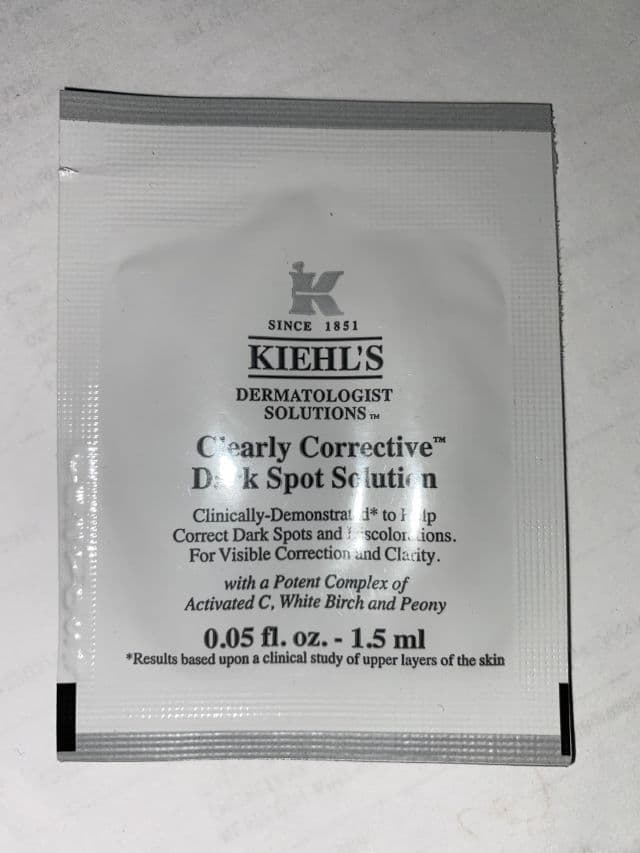 K
SINCE 1851
KIEHL'S
DERMATOLOGIST
SOLUTIONS™
Clearly Corrective™
Dark Spot Solution
Clinically-Demonstrated* to Help
Correct Dark Spots and Discolorations.
For Visible Correction and Clarity.
with a Potent Complex of
Activated C, White Birch and Peony
0.05 fl. oz. - 1.5 ml
*Results based upon a clinical study of upper layers of the skin